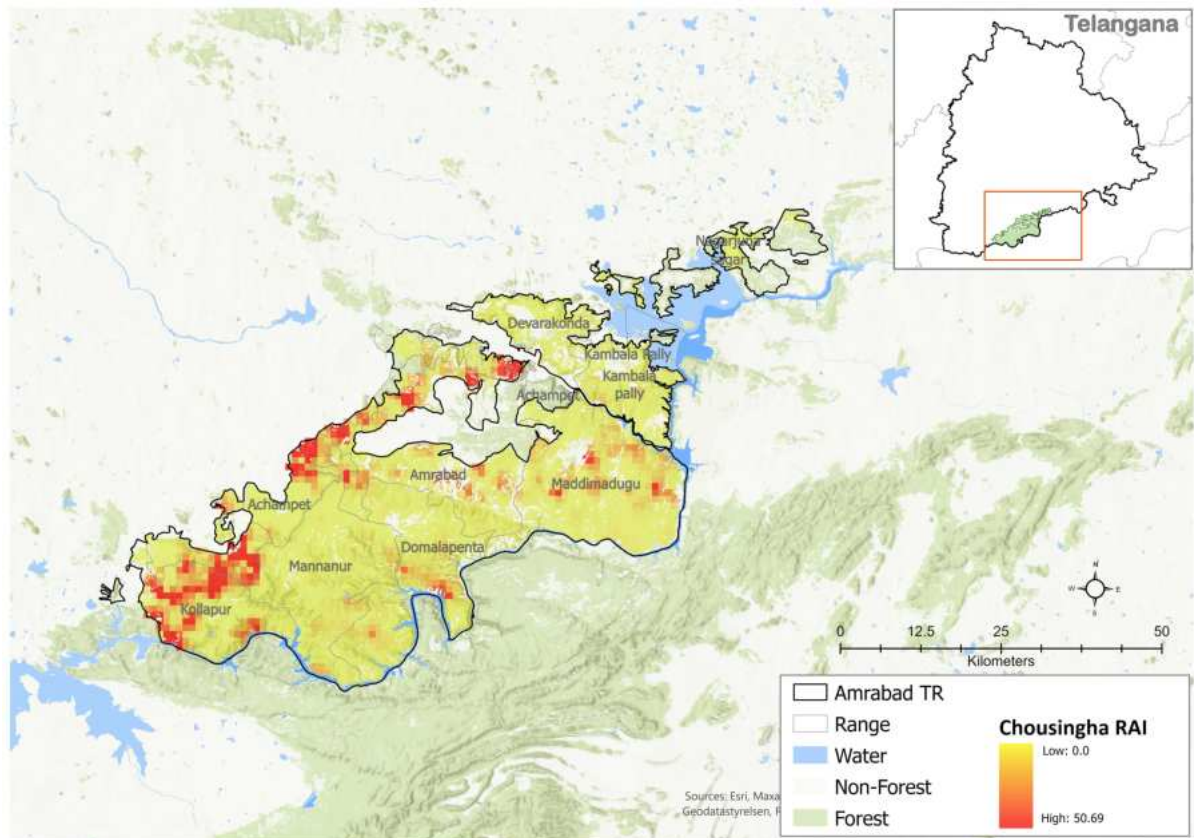 Telangana
Nagarjuna
Sagar
Devarakonda
Kambala Pally
Kambala
pally
Achampet
Amrabad
Maddimadugu
Achampet
Domalapenta
Mannanur
Kollapur
N
W
E
S
0
12.5
25
50
Kilometers
Amrabad TR
Range
Water
Non-Forest
Forest
Chousingha RAI
Low: 0.0
High: 50.69
Sources: Esri, Maxa
Geodatastyrelsen, F